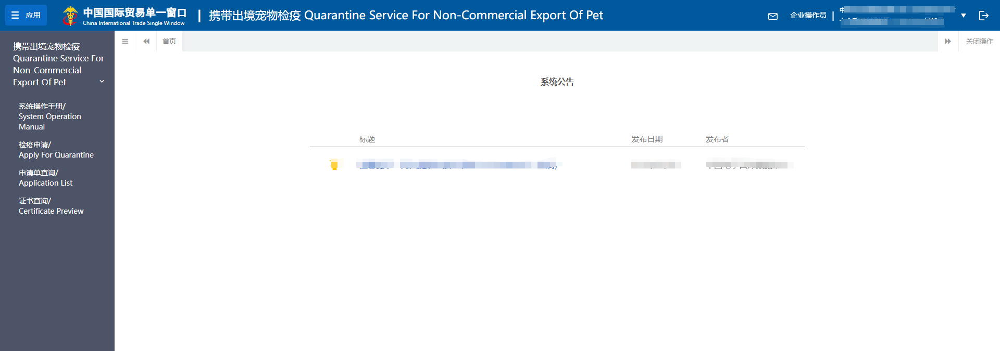 应用
中国国际贸易单一窗口
China International Trade Single Window
携带出境宠物检疫 Quarantine Service For Non-Commercial Export Of Pet
企业操作员
携带出境宠物检疫
Quarantine Service For
Non-Commercial
Export Of Pet
系统操作手册/
System Operation
Manual
检疫申请/
Apply For Quarantine
申请单查询/
Application List
证书查询/
Certificate Preview
首页
关闭操作
系统公告
标题 发布日期 发布者